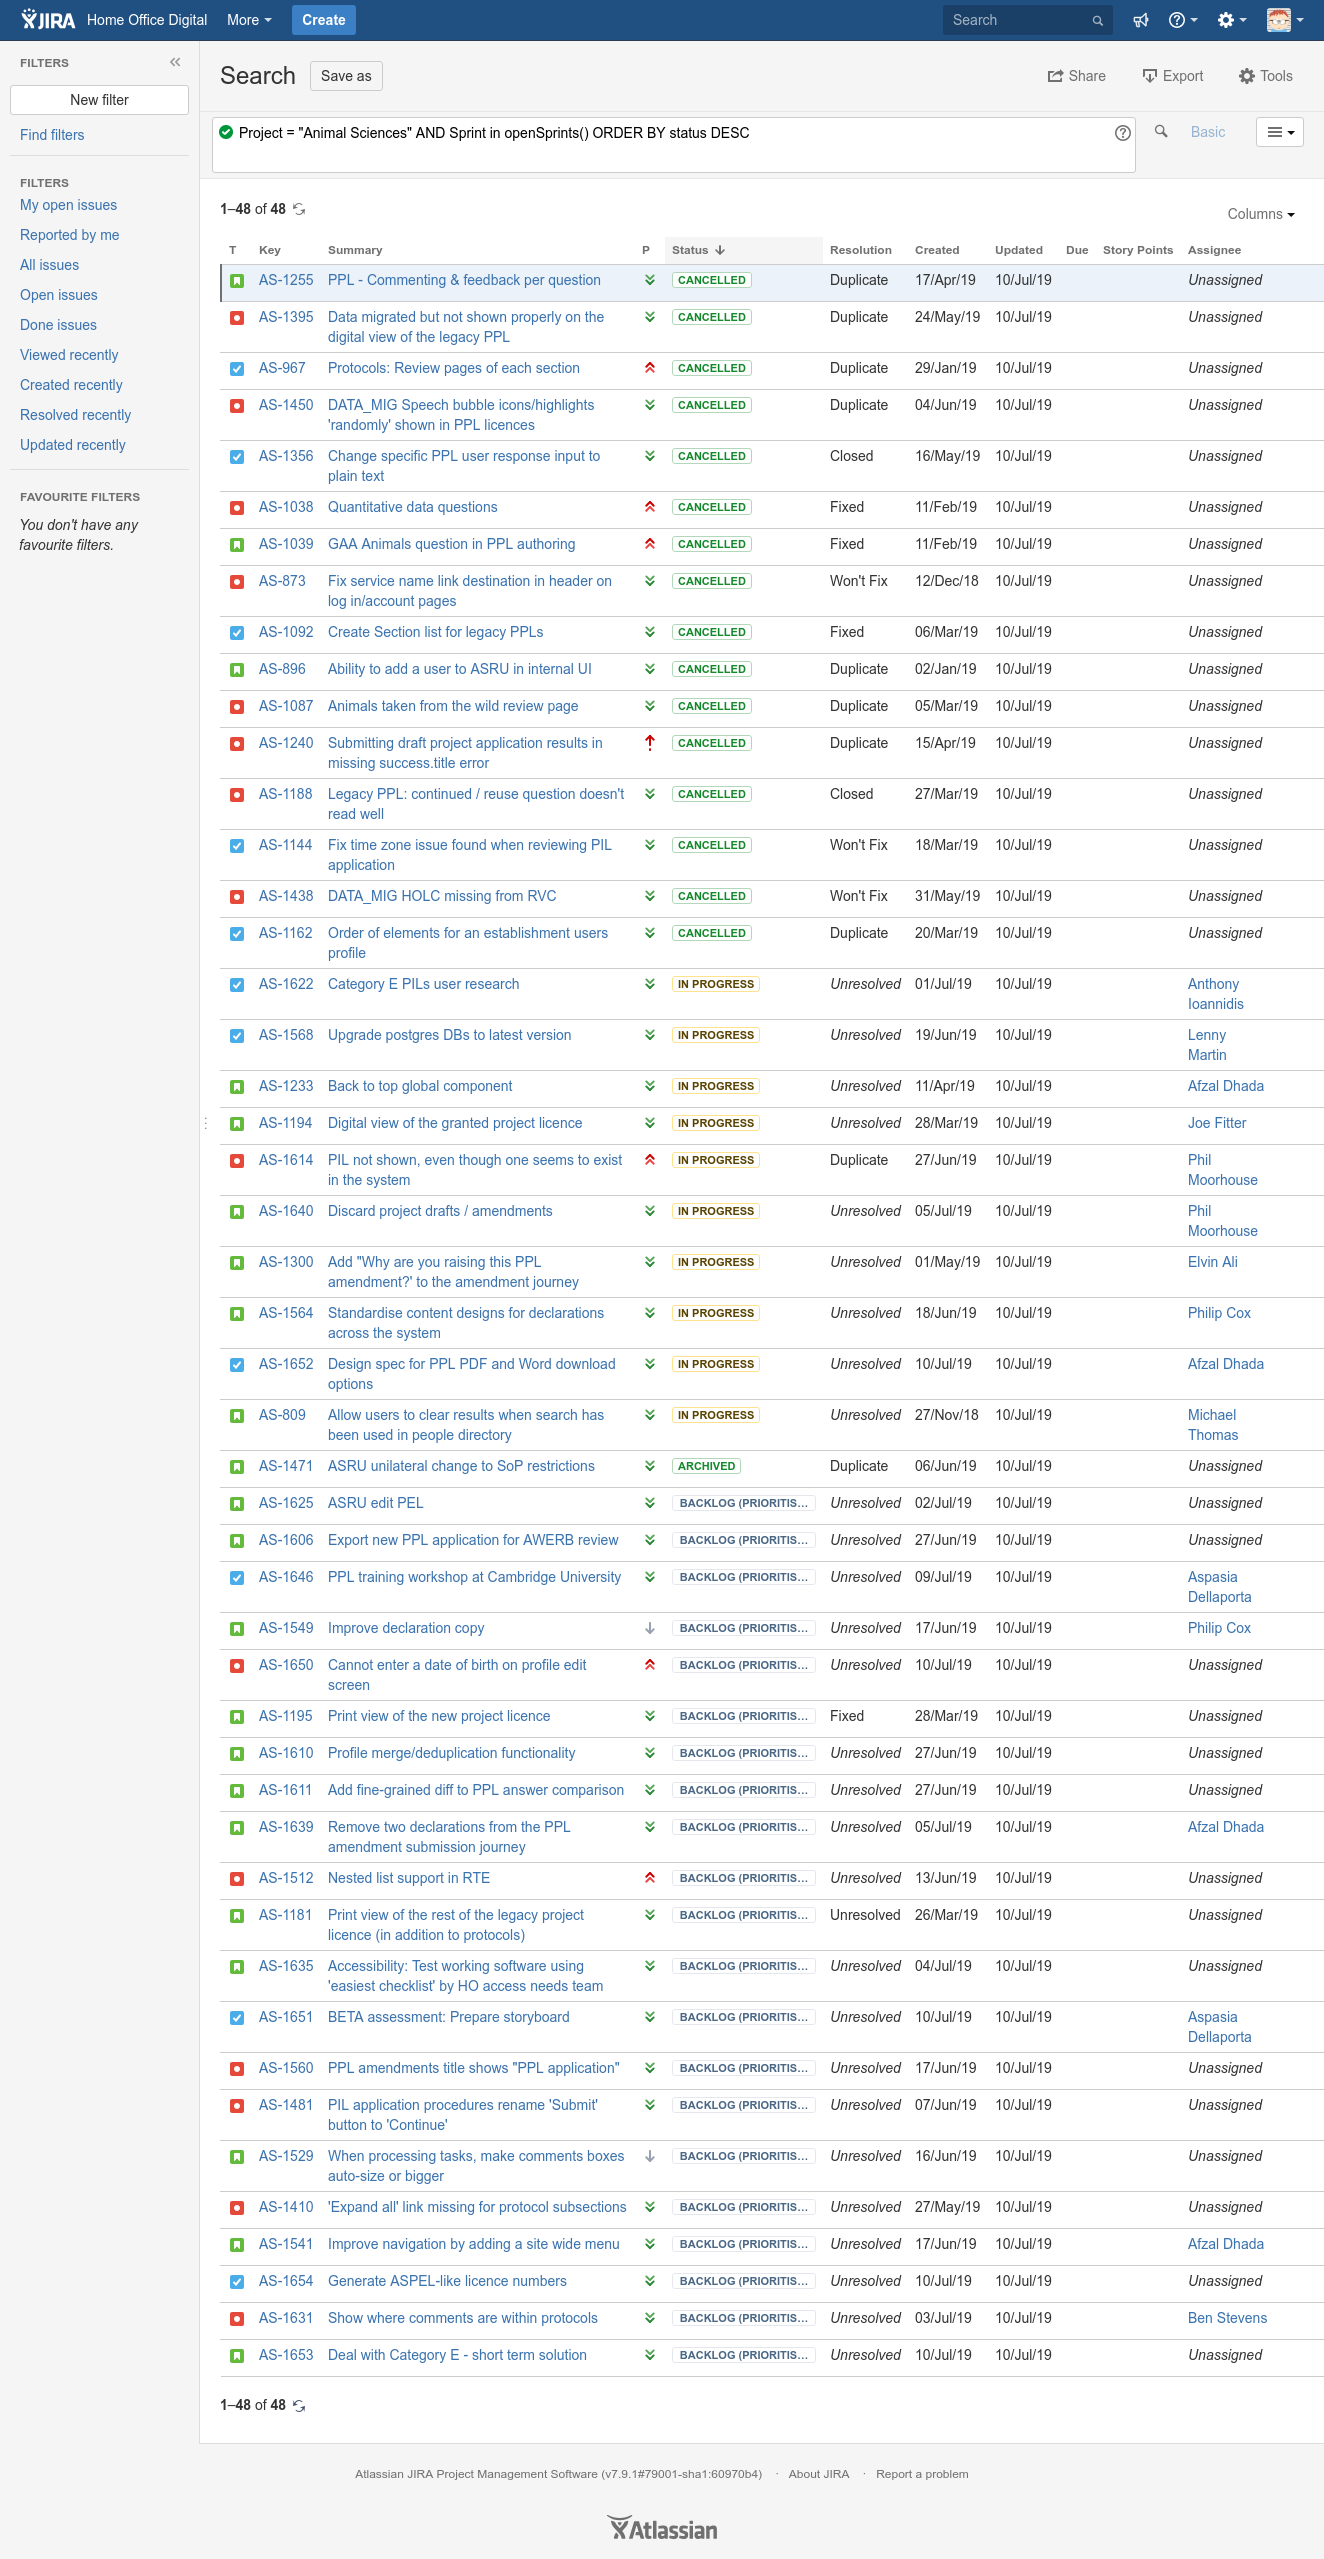 JIRA Home Office Digital More Create Search
FILTERS
New filter
Find filters
FILTERS
My open issues
Reported by me
All issues
Open issues
Done issues
Viewed recently
Created recently
Resolved recently
Updated recently
FAVOURITE FILTERS
You don't have any
favourite filters.
Search Save as Share Export Tools
Project = "Animal Sciences" AND Sprint in openSprints() ORDER BY status DESC Basic
1–48 of 48
Columns
T Key Summary P Status Resolution Created Updated Due Story Points Assignee
AS-1255 PPL - Commenting & feedback per question CANCELLED Duplicate 17/Apr/19 10/Jul/19 Unassigned
AS-1395 Data migrated but not shown properly on the CANCELLED Duplicate 24/May/19 10/Jul/19 Unassigned
digital view of the legacy PPL
AS-967 Protocols: Review pages of each section CANCELLED Duplicate 29/Jan/19 10/Jul/19 Unassigned
AS-1450 DATA_MIG Speech bubble icons/highlights CANCELLED Duplicate 04/Jun/19 10/Jul/19 Unassigned
'randomly' shown in PPL licences
AS-1356 Change specific PPL user response input to CANCELLED Closed 16/May/19 10/Jul/19 Unassigned
plain text
AS-1038 Quantitative data questions CANCELLED Fixed 11/Feb/19 10/Jul/19 Unassigned
AS-1039 GAA Animals question in PPL authoring CANCELLED Fixed 11/Feb/19 10/Jul/19 Unassigned
AS-873 Fix service name link destination in header on CANCELLED Won't Fix 12/Dec/18 10/Jul/19 Unassigned
log in/account pages
AS-1092 Create Section list for legacy PPLs CANCELLED Fixed 06/Mar/19 10/Jul/19 Unassigned
AS-896 Ability to add a user to ASRU in internal UI CANCELLED Duplicate 02/Jan/19 10/Jul/19 Unassigned
AS-1087 Animals taken from the wild review page CANCELLED Duplicate 05/Mar/19 10/Jul/19 Unassigned
AS-1240 Submitting draft project application results in CANCELLED Duplicate 15/Apr/19 10/Jul/19 Unassigned
missing success.title error
AS-1188 Legacy PPL: continued / reuse question doesn't CANCELLED Closed 27/Mar/19 10/Jul/19 Unassigned
read well
AS-1144 Fix time zone issue found when reviewing PIL CANCELLED Won't Fix 18/Mar/19 10/Jul/19 Unassigned
application
AS-1438 DATA_MIG HOLC missing from RVC CANCELLED Won't Fix 31/May/19 10/Jul/19 Unassigned
AS-1162 Order of elements for an establishment users CANCELLED Duplicate 20/Mar/19 10/Jul/19 Unassigned
profile
AS-1622 Category E PILs user research IN PROGRESS Unresolved 01/Jul/19 10/Jul/19 Anthony
Ioannidis
AS-1568 Upgrade postgres DBs to latest version IN PROGRESS Unresolved 19/Jun/19 10/Jul/19 Lenny
Martin
AS-1233 Back to top global component IN PROGRESS Unresolved 11/Apr/19 10/Jul/19 Afzal Dhada
AS-1194 Digital view of the granted project licence IN PROGRESS Unresolved 28/Mar/19 10/Jul/19 Joe Fitter
AS-1614 PIL not shown, even though one seems to exist IN PROGRESS Duplicate 27/Jun/19 10/Jul/19 Phil
in the system Moorhouse
AS-1640 Discard project drafts / amendments IN PROGRESS Unresolved 05/Jul/19 10/Jul/19 Phil
Moorhouse
AS-1300 Add "Why are you raising this PPL IN PROGRESS Unresolved 01/May/19 10/Jul/19 Elvin Ali
amendment?' to the amendment journey
AS-1564 Standardise content designs for declarations IN PROGRESS Unresolved 18/Jun/19 10/Jul/19 Philip Cox
across the system
AS-1652 Design spec for PPL PDF and Word download IN PROGRESS Unresolved 10/Jul/19 10/Jul/19 Afzal Dhada
options
AS-809 Allow users to clear results when search has IN PROGRESS Unresolved 27/Nov/18 10/Jul/19 Michael
been used in people directory Thomas
AS-1471 ASRU unilateral change to SoP restrictions ARCHIVED Duplicate 06/Jun/19 10/Jul/19 Unassigned
AS-1625 ASRU edit PEL BACKLOG (PRIORITIS... Unresolved 02/Jul/19 10/Jul/19 Unassigned
AS-1606 Export new PPL application for AWERB review BACKLOG (PRIORITIS... Unresolved 27/Jun/19 10/Jul/19 Unassigned
AS-1646 PPL training workshop at Cambridge University BACKLOG (PRIORITIS... Unresolved 09/Jul/19 10/Jul/19 Aspasia
Dellaporta
AS-1549 Improve declaration copy BACKLOG (PRIORITIS... Unresolved 17/Jun/19 10/Jul/19 Philip Cox
AS-1650 Cannot enter a date of birth on profile edit BACKLOG (PRIORITIS... Unresolved 10/Jul/19 10/Jul/19 Unassigned
screen
AS-1195 Print view of the new project licence BACKLOG (PRIORITIS... Fixed 28/Mar/19 10/Jul/19 Unassigned
AS-1610 Profile merge/deduplication functionality BACKLOG (PRIORITIS... Unresolved 27/Jun/19 10/Jul/19 Unassigned
AS-1611 Add fine-grained diff to PPL answer comparison BACKLOG (PRIORITIS... Unresolved 27/Jun/19 10/Jul/19 Unassigned
AS-1639 Remove two declarations from the PPL BACKLOG (PRIORITIS... Unresolved 05/Jul/19 10/Jul/19 Afzal Dhada
amendment submission journey
AS-1512 Nested list support in RTE BACKLOG (PRIORITIS... Unresolved 13/Jun/19 10/Jul/19 Unassigned
AS-1181 Print view of the rest of the legacy project BACKLOG (PRIORITIS... Unresolved 26/Mar/19 10/Jul/19 Unassigned
licence (in addition to protocols)
AS-1635 Accessibility: Test working software using BACKLOG (PRIORITIS... Unresolved 04/Jul/19 10/Jul/19 Unassigned
'easiest checklist' by HO access needs team
AS-1651 BETA assessment: Prepare storyboard BACKLOG (PRIORITIS... Unresolved 10/Jul/19 10/Jul/19 Aspasia
Dellaporta
AS-1560 PPL amendments title shows "PPL application" BACKLOG (PRIORITIS... Unresolved 17/Jun/19 10/Jul/19 Unassigned
AS-1481 PIL application procedures rename 'Submit' BACKLOG (PRIORITIS... Unresolved 07/Jun/19 10/Jul/19 Unassigned
button to 'Continue'
AS-1529 When processing tasks, make comments boxes BACKLOG (PRIORITIS... Unresolved 16/Jun/19 10/Jul/19 Unassigned
auto-size or bigger
AS-1410 'Expand all' link missing for protocol subsections BACKLOG (PRIORITIS... Unresolved 27/May/19 10/Jul/19 Unassigned
AS-1541 Improve navigation by adding a site wide menu BACKLOG (PRIORITIS... Unresolved 17/Jun/19 10/Jul/19 Afzal Dhada
AS-1654 Generate ASPEL-like licence numbers BACKLOG (PRIORITIS... Unresolved 10/Jul/19 10/Jul/19 Unassigned
AS-1631 Show where comments are within protocols BACKLOG (PRIORITIS... Unresolved 03/Jul/19 10/Jul/19 Ben Stevens
AS-1653 Deal with Category E - short term solution BACKLOG (PRIORITIS... Unresolved 10/Jul/19 10/Jul/19 Unassigned
1–48 of 48
Atlassian JIRA Project Management Software (v7.9.1#79001-sha1:60970b4) · About JIRA · Report a problem
Atlassian